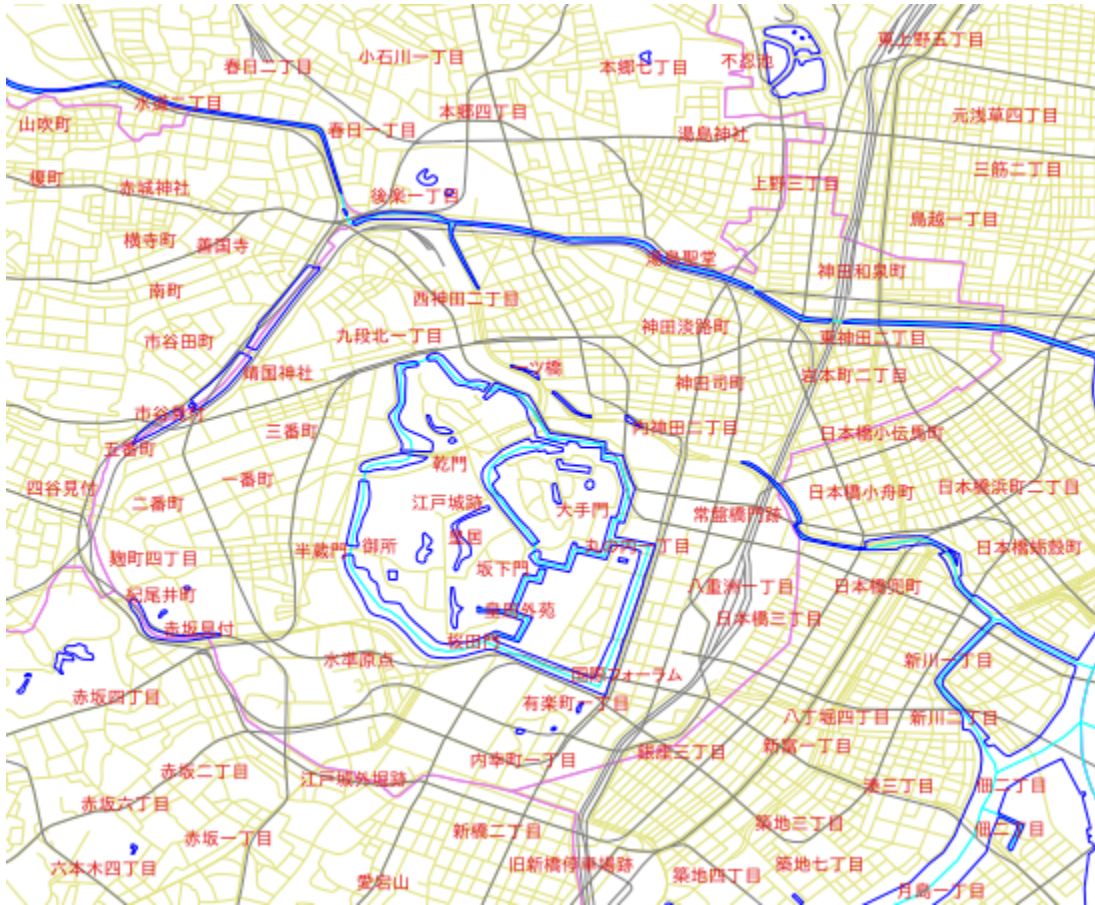 東上野五丁目
小石川一丁目
不忍池
春日二丁目
本郷七丁目
水道二丁目
本郷四丁目
元浅草四丁目
山吹町
春日一丁目
湯島神社
三筋二丁目
榎町
赤城神社
後楽一丁目
上野三丁目
鳥越一丁目
横寺町
善国寺
湯島聖堂
神田和泉町
南町
西神田二丁目
神田淡路町
市谷田町
九段北一丁目
東神田二丁目
靖国神社
一ツ橋
神田司町
岩本町二丁目
市谷見附
三番町
内神田二丁目
日本橋小伝馬町
五番町
乾門
四谷見付
一番町
日本橋小舟町
日本橋浜町二丁目
二番町
江戸城跡
大手門
常盤橋門跡
皇居
半蔵門
御所
丸の内一丁目
日本橋蛎殻町
麹町四丁目
坂下門
八重洲一丁目
日本橋兜町
紀尾井町
皇居外苑
日本橋三丁目
赤坂見付
桜田門
水準原点
新川一丁目
国際フォーラム
赤坂四丁目
有楽町一丁目
八丁堀四丁目
新川二丁目
銀座三丁目
新富一丁目
赤坂二丁目
江戸城外堀跡
内幸町一丁目
湊三丁目
佃二丁目
赤坂六丁目
新橋二丁目
築地三丁目
佃二丁目
赤坂一丁目
六本木四丁目
旧新橋停車場跡
築地七丁目
愛宕山
築地四丁目
月島一丁目